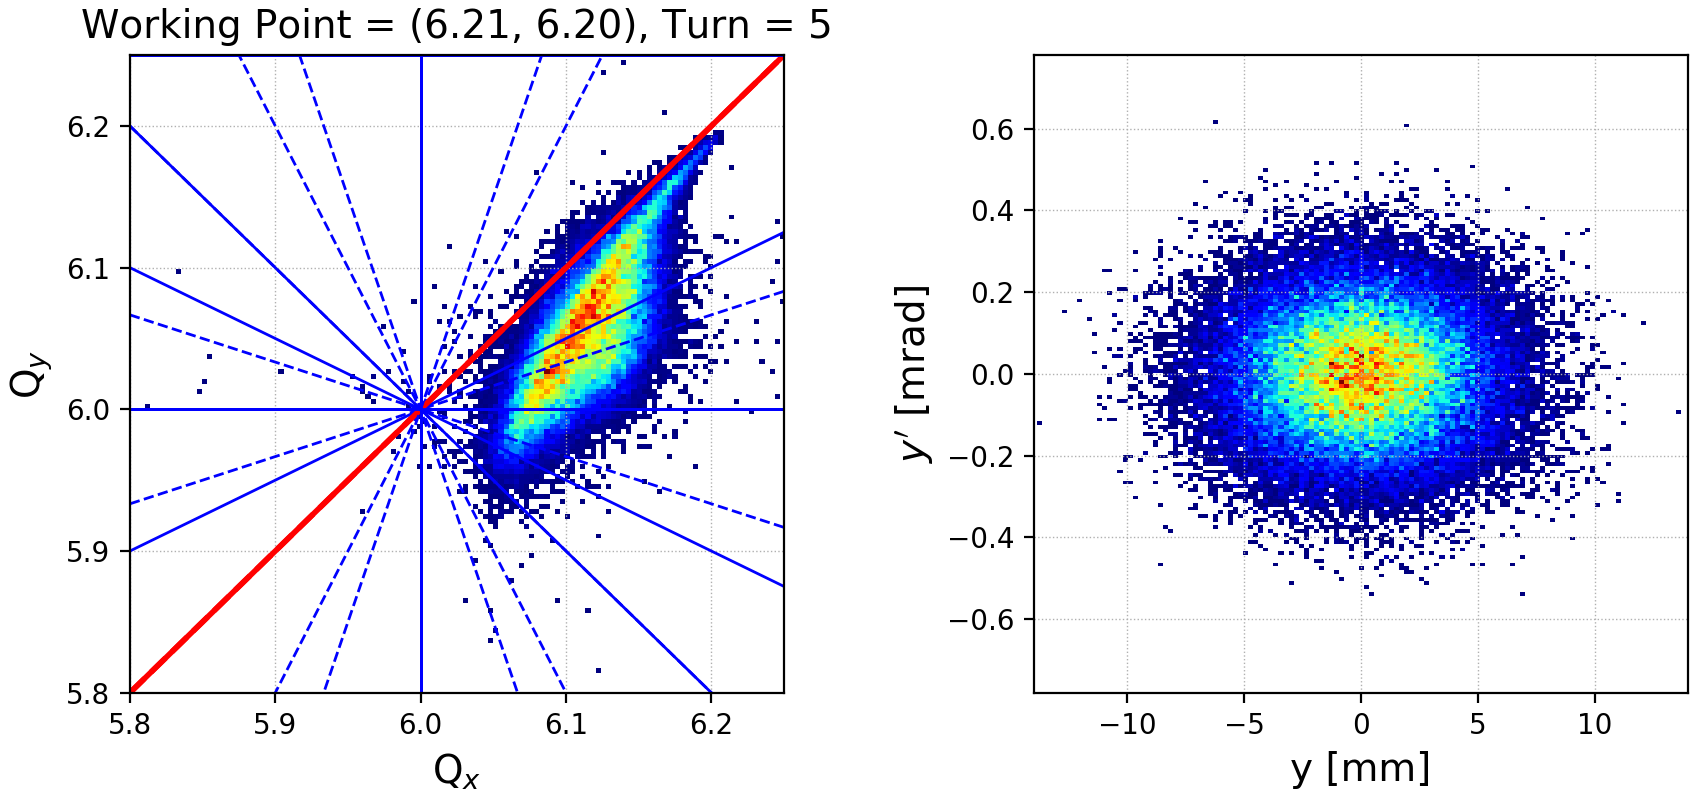 Working Point = (6.21, 6.20), Turn = 5
6.2
6.1
6.0
5.9
5.8
Q_y
5.8 5.9 6.0 6.1 6.2
Q_x
0.6
0.4
0.2
0.0
−0.2
−0.4
−0.6
y′ [mrad]
−10 −5 0 5 10
y [mm]